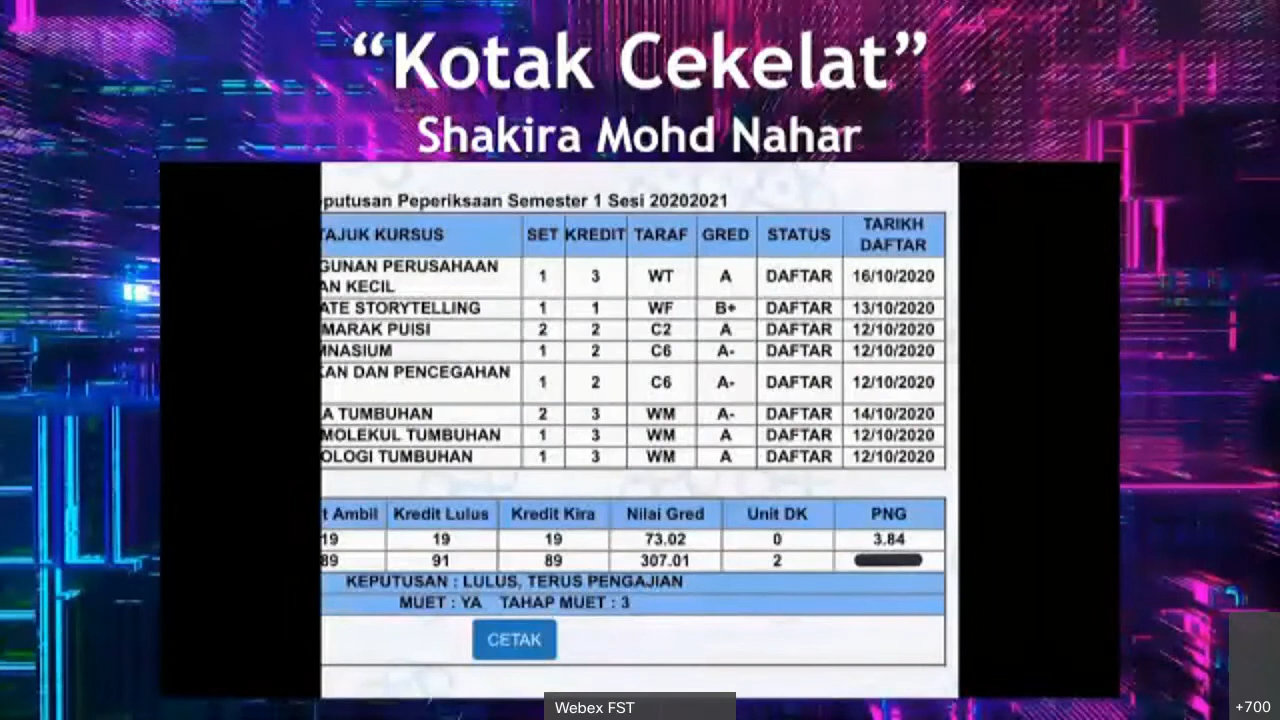 “Kotak Cekelat”
Shakira Mohd Nahar
putusan Peperiksaan Semester 1 Sesi 20202021
TAJUK KURSUS SET KREDIT TARAF GRED STATUS TARIKH DAFTAR
GUNAN PERUSAHAAN
AN KECIL 1 3 WT A DAFTAR 16/10/2020
ATE STORYTELLING 1 1 WF B+ DAFTAR 13/10/2020
MARAK PUISI 2 2 C2 A DAFTAR 12/10/2020
MNASIUM 1 2 C6 A- DAFTAR 12/10/2020
KAN DAN PENCEGAHAN 1 2 C6 A- DAFTAR 12/10/2020
A TUMBUHAN 2 3 WM A- DAFTAR 14/10/2020
MOLEKUL TUMBUHAN 1 3 WM A DAFTAR 12/10/2020
OLOGI TUMBUHAN 1 3 WM A DAFTAR 12/10/2020
t Ambil Kredit Lulus Kredit Kira Nilai Gred Unit DK PNG
19 19 19 73.02 0 3.84
89 91 89 307.01 2
KEPUTUSAN : LULUS, TERUS PENGAJIAN
MUET : YA TAHAP MUET : 3
CETAK
Webex FST
+700